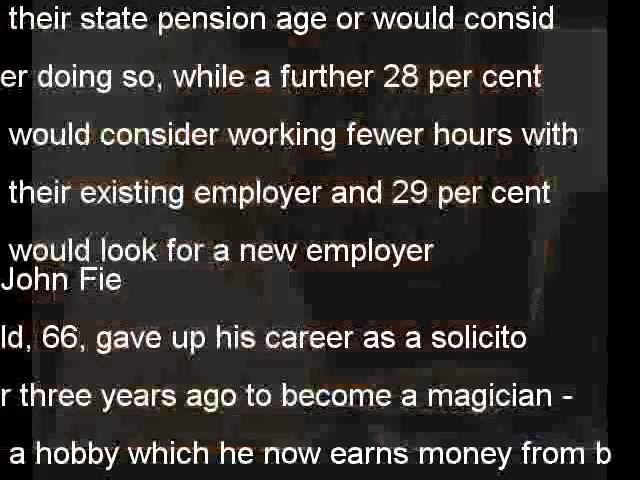 their state pension age or would consid
er doing so, while a further 28 per cent
would consider working fewer hours with
their existing employer and 29 per cent
would look for a new employer
John Fie
ld, 66, gave up his career as a solicito
r three years ago to become a magician -
a hobby which he now earns money from b